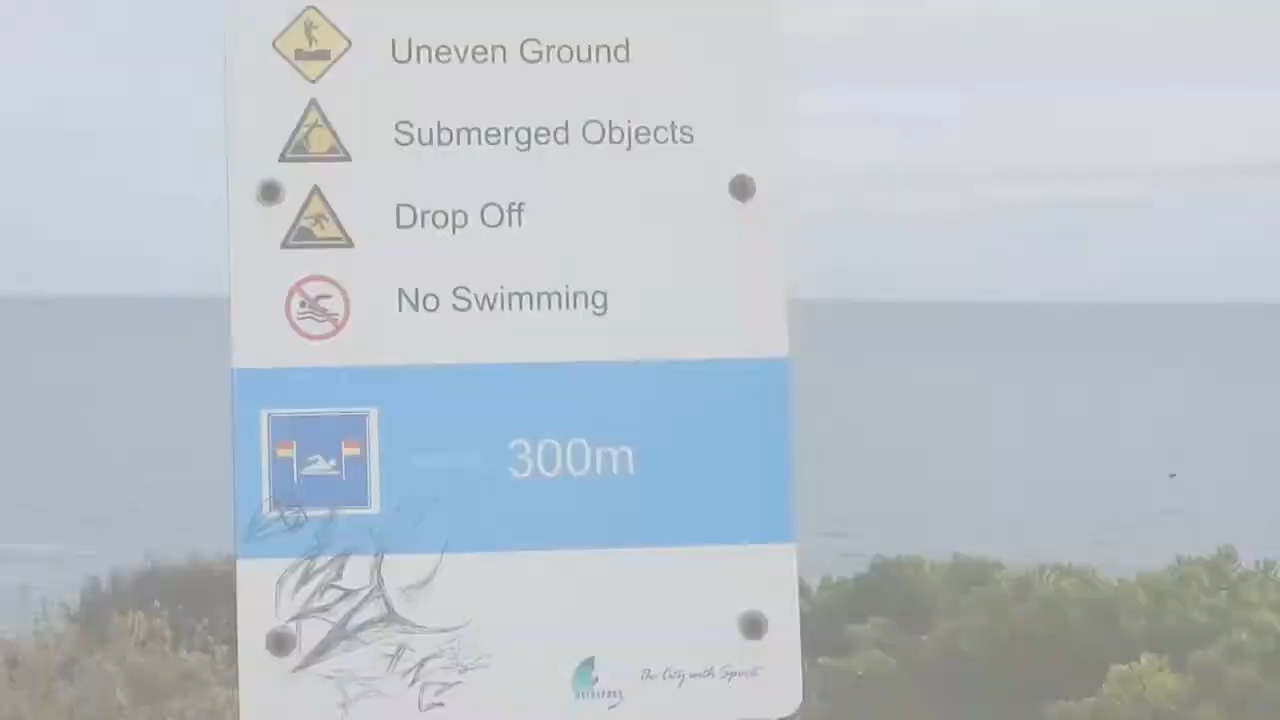 Uneven Ground
Submerged Objects
Drop Off
No Swimming
300m
The City with Spirit